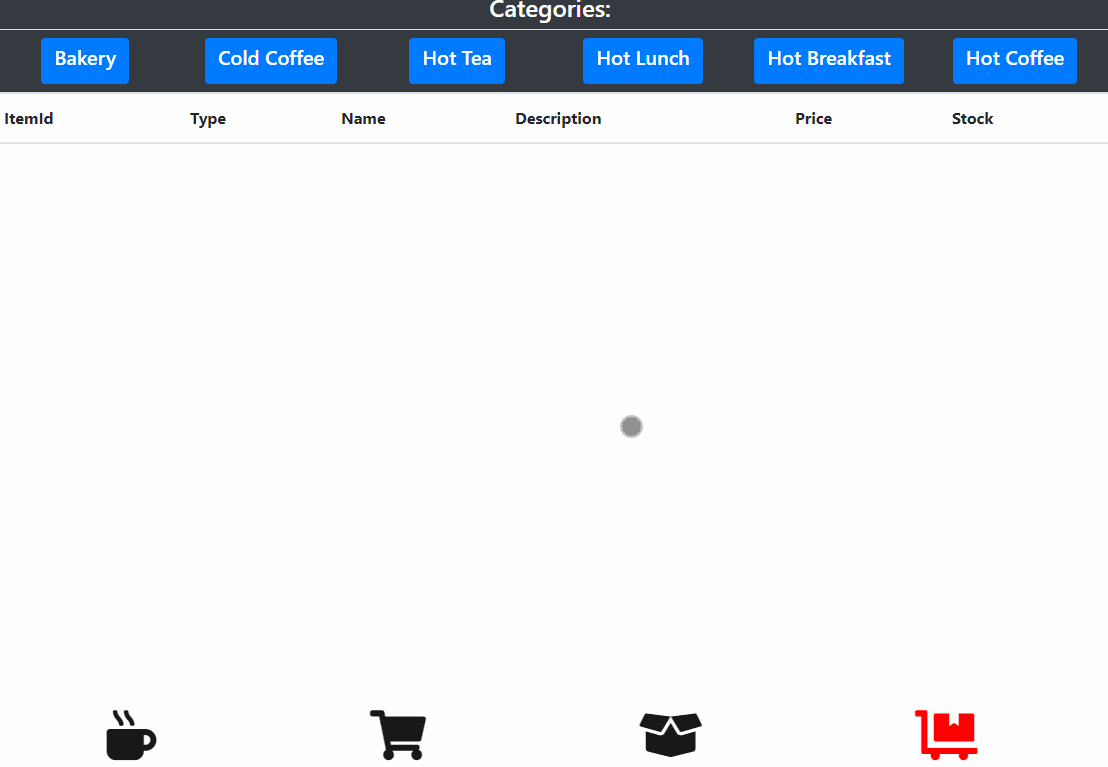 Categories:
Bakery Cold Coffee Hot Tea Hot Lunch Hot Breakfast Hot Coffee
ItemId Type Name Description Price Stock